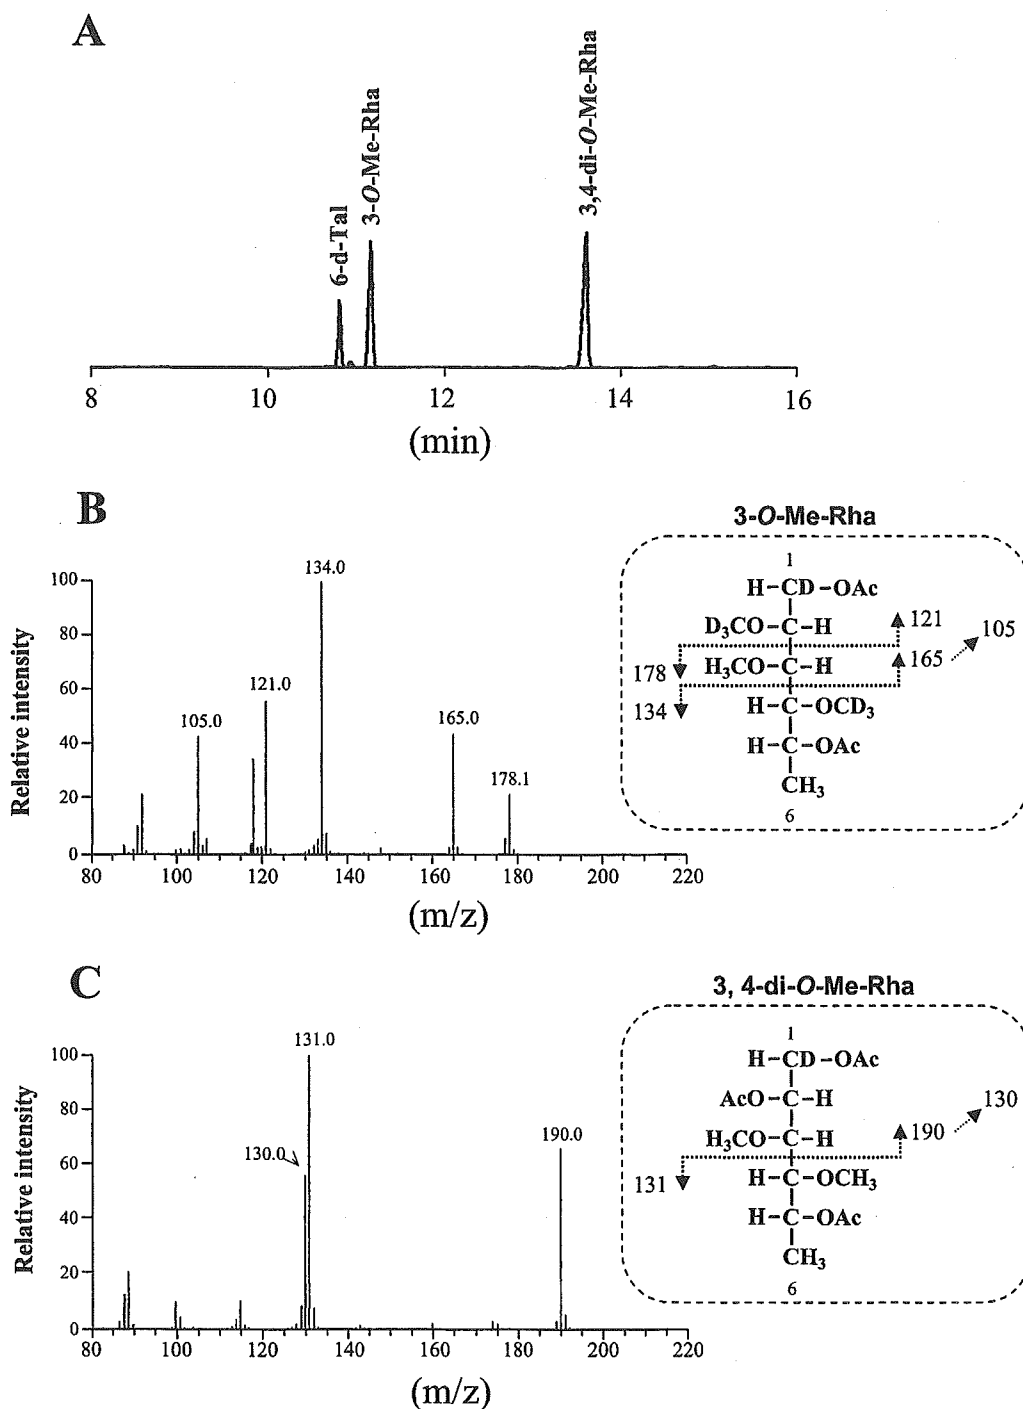 A
6-d-Tal
3-O-Me-Rha
3,4-di-O-Me-Rha
8 10 12 14 16
(min)
B
3-O-Me-Rha
Relative intensity
100
80
60
40
20
0
105.0
121.0
134.0
165.0
178.1
80 100 120 140 160 180 200 220
(m/z)
1
H-CD-OAc
D₃CO-C-H
121
105
178
H₃CO-C-H
165
134
H-C-OCD₃
H-C-OAc
CH₃
6
C
3, 4-di-O-Me-Rha
Relative intensity
100
80
60
40
20
0
131.0
130.0
190.0
80 100 120 140 160 180 200 220
(m/z)
1
H-CD-OAc
AcO-C-H
130
H₃CO-C-H
190
131
H-C-OCH₃
H-C-OAc
CH₃
6